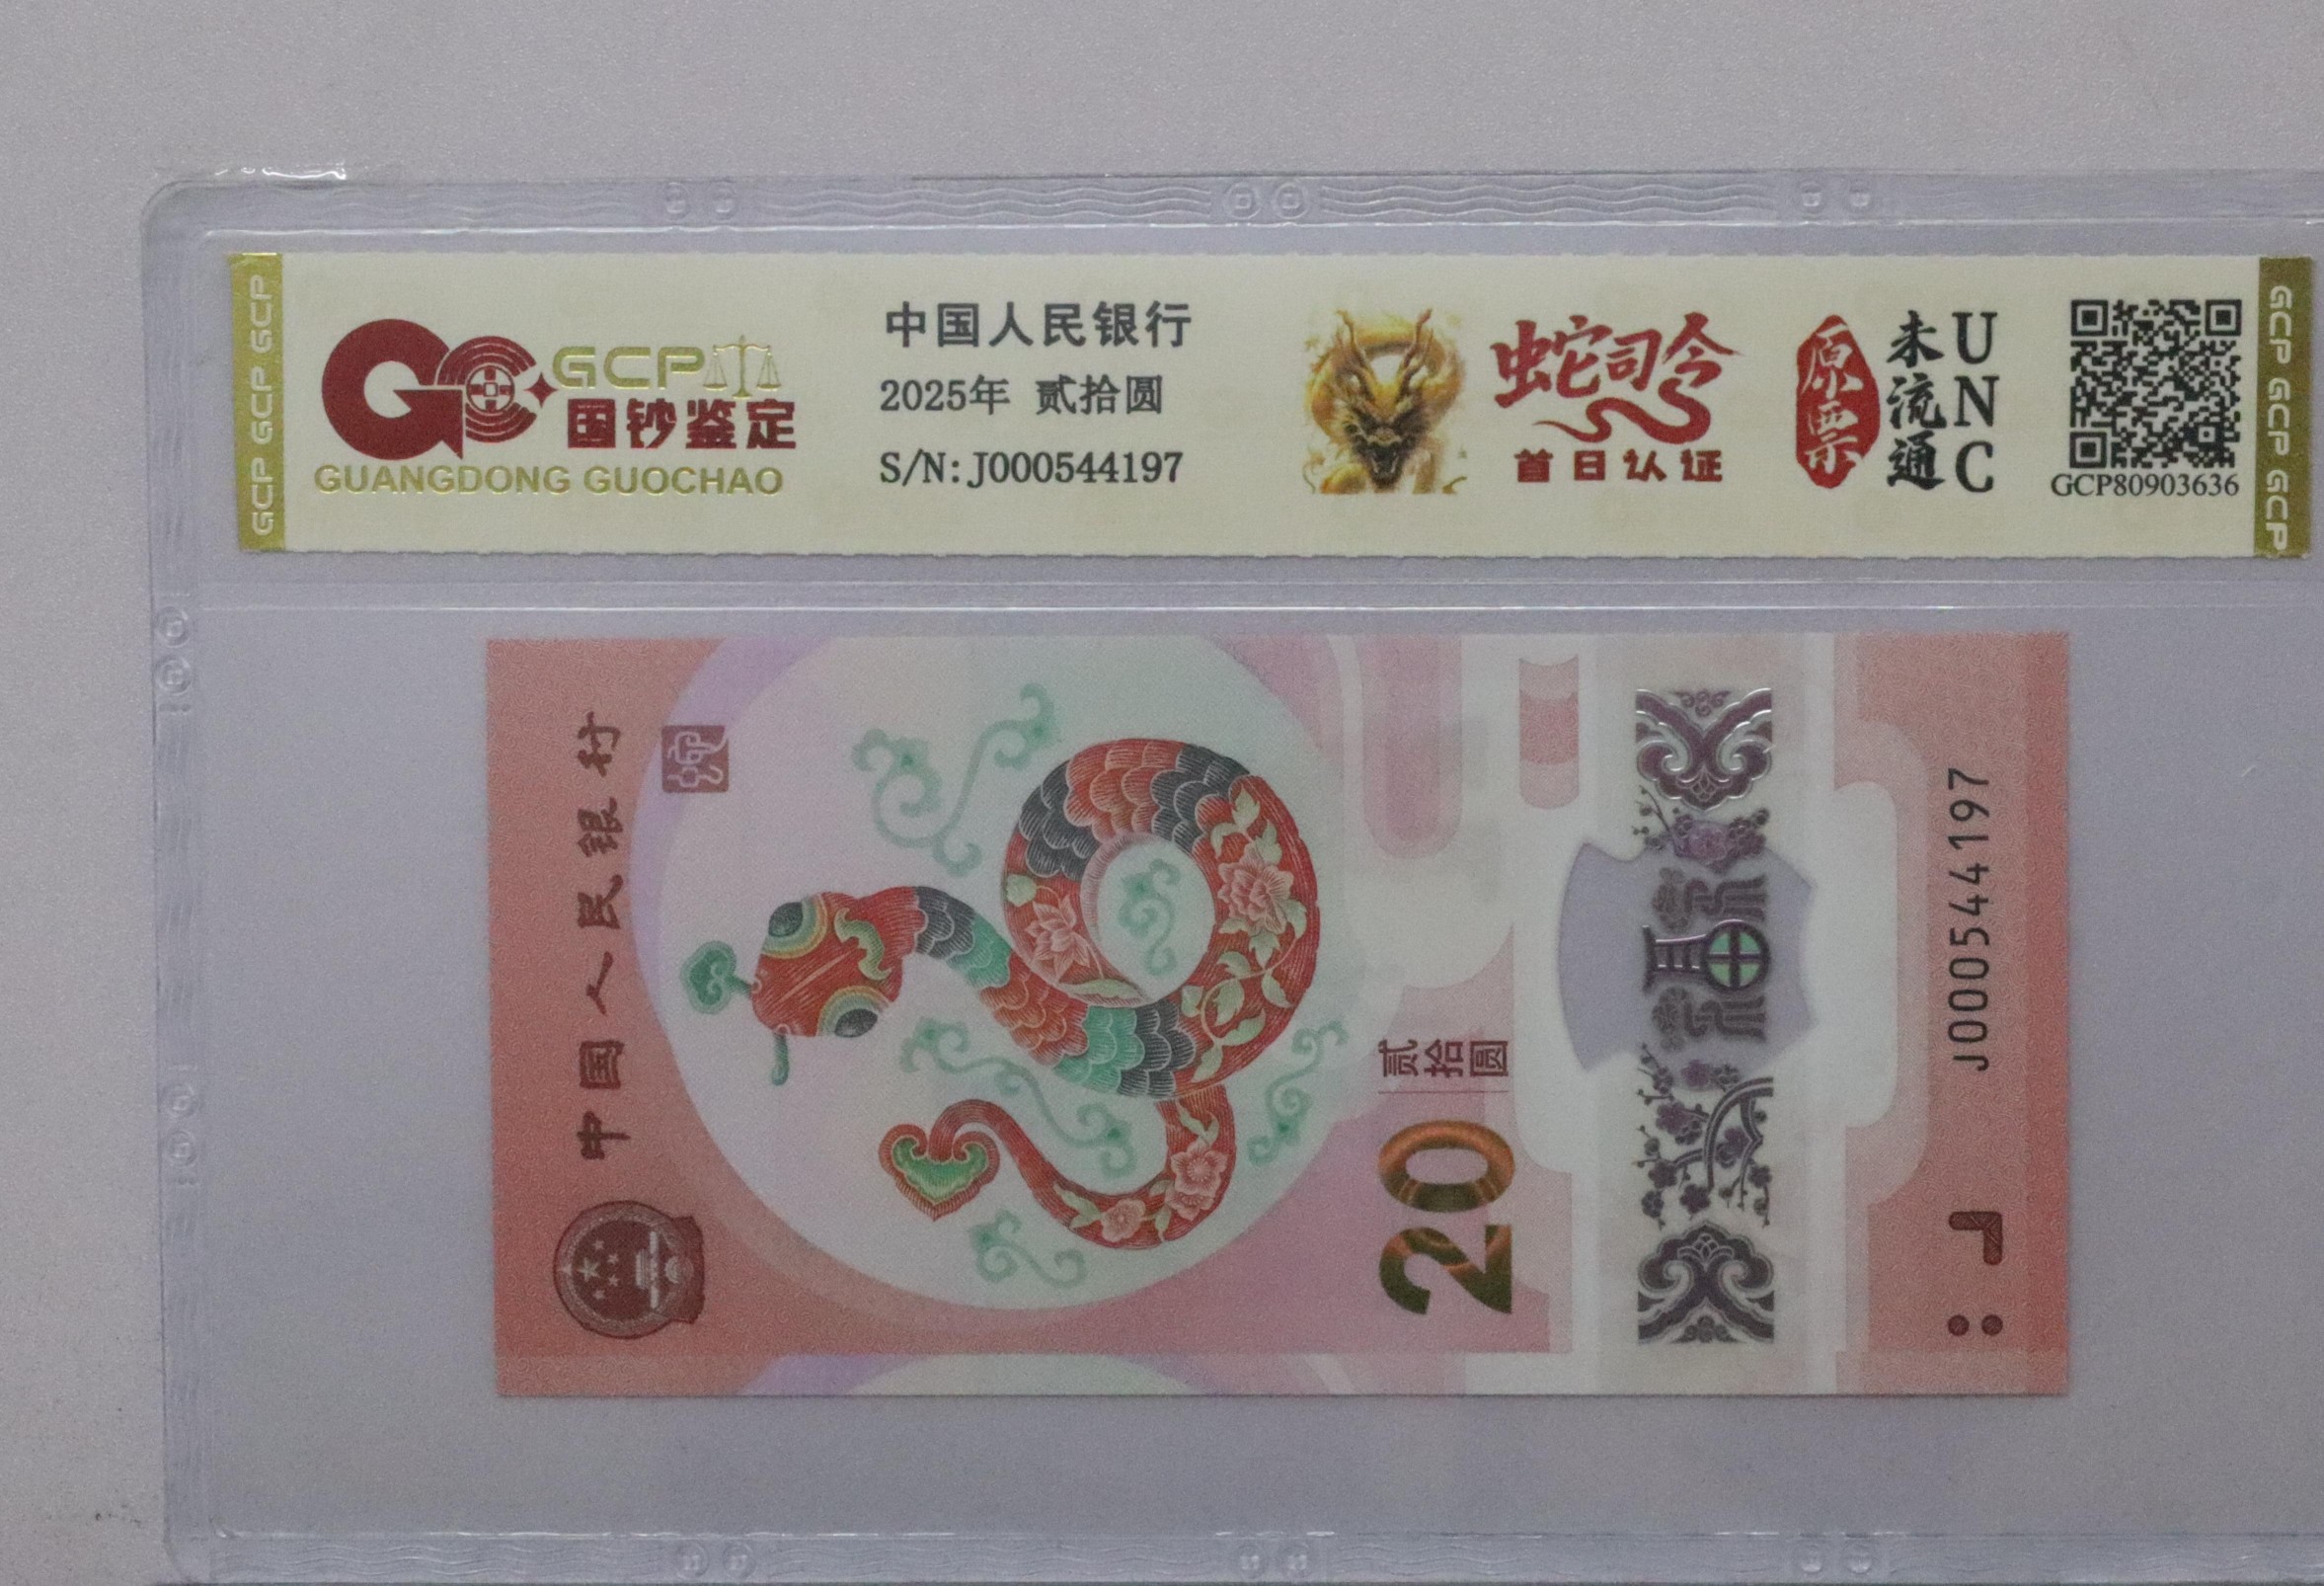 GCP GCP GCP
GCP
国钞鉴定
GUANGDONG GUOCHAO
中国人民银行
2025年 贰拾圆
S/N: J000544197
蛇司令
首日认证
原票
未流通
UNC
GCP80903636
GCP GCP GCP
中国人民银行
20
贰拾圆
福
J000544197